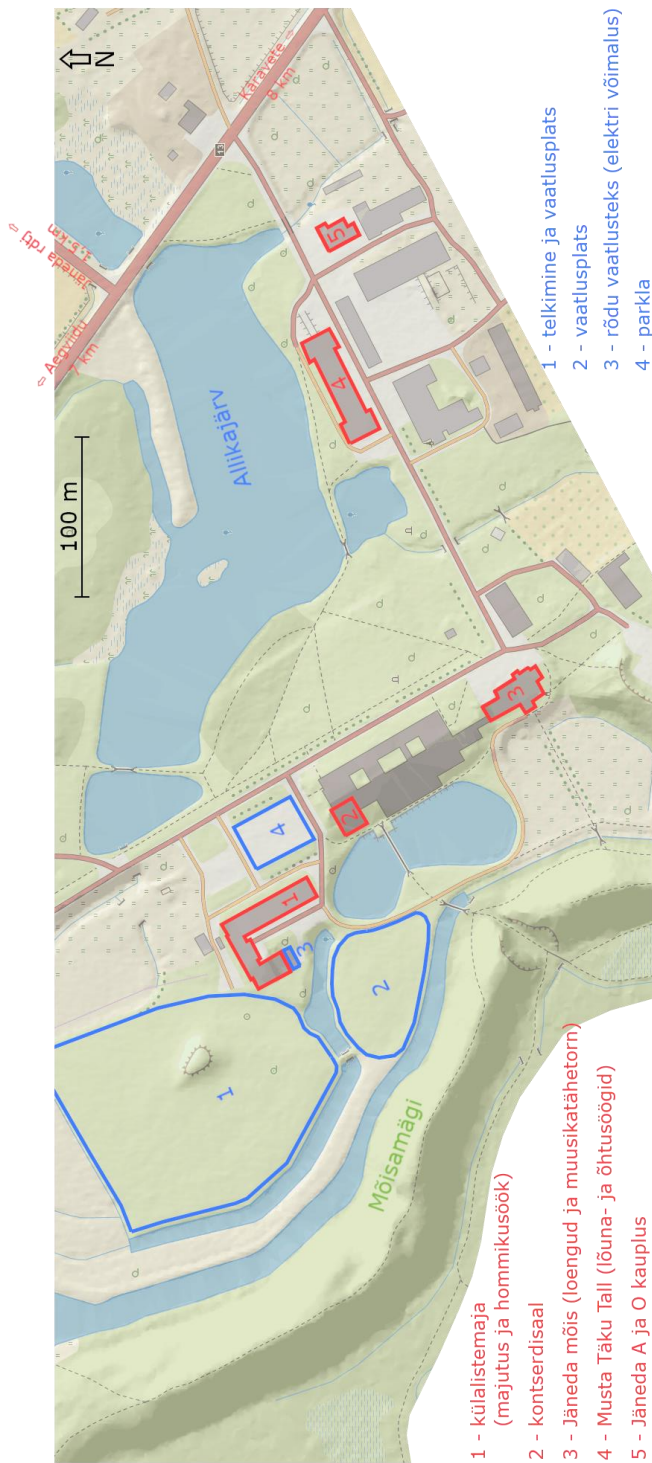 N
⇦ Aegviidu
7 km
Jäneda rdtj ⇨
1,5 km
Käravete ⇨
8 km
100 m
Allikajärv
Mõisamägi
1
2
3
4
1
2
3
4
5
1 - külalistemaja
(majutus ja hommikusöök)
2 - kontserdisaal
3 - Jäneda mõis (loengud ja muusikatähetorn)
4 - Musta Täku Tall (lõuna- ja õhtusöögid)
5 - Jäneda A ja O kauplus
1 - telkimine ja vaatlusplats
2 - vaatlusplats
3 - rõdu vaatlusteks (elektri võimalus)
4 - parkla